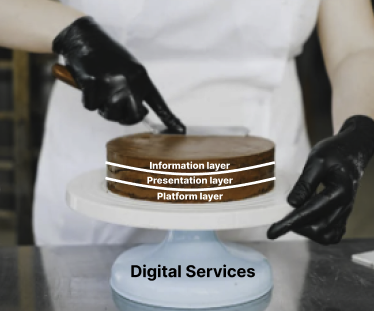 Information layer
Presentation layer
Platform layer
Digital Services